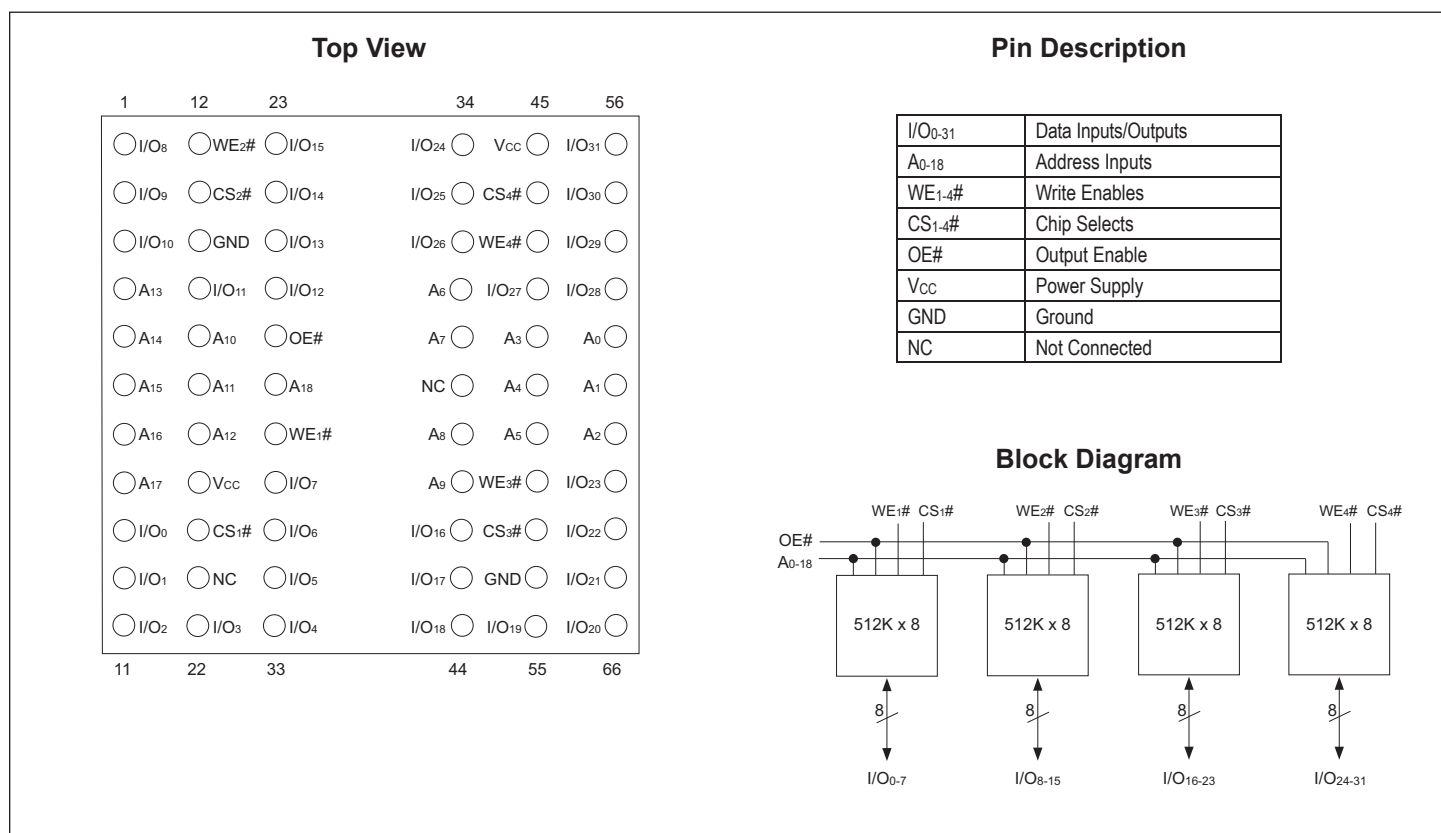 Top View
1 12 23 34 45 56
I/O8 WE2# I/O15 I/O24 VCC I/O31
I/O9 CS2# I/O14 I/O25 CS4# I/O30
I/O10 GND I/O13 I/O26 WE4# I/O29
A13 I/O11 I/O12 A6 I/O27 I/O28
A14 A10 OE# A7 A3 A0
A15 A11 A18 NC A4 A1
A16 A12 WE1# A8 A5 A2
A17 VCC I/O7 A9 WE3# I/O23
I/O0 CS1# I/O6 I/O16 CS3# I/O22
I/O1 NC I/O5 I/O17 GND I/O21
I/O2 I/O3 I/O4 I/O18 I/O19 I/O20
11 22 33 44 55 66
Pin Description
I/O0-31 Data Inputs/Outputs
A0-18 Address Inputs
WE1-4# Write Enables
CS1-4# Chip Selects
OE# Output Enable
VCC Power Supply
GND Ground
NC Not Connected
Block Diagram
WE1# CS1# WE2# CS2# WE3# CS3# WE4# CS4#
OE#
A0-18
512K x 8 512K x 8 512K x 8 512K x 8
8 8 8 8
I/O0-7 I/O8-15 I/O16-23 I/O24-31